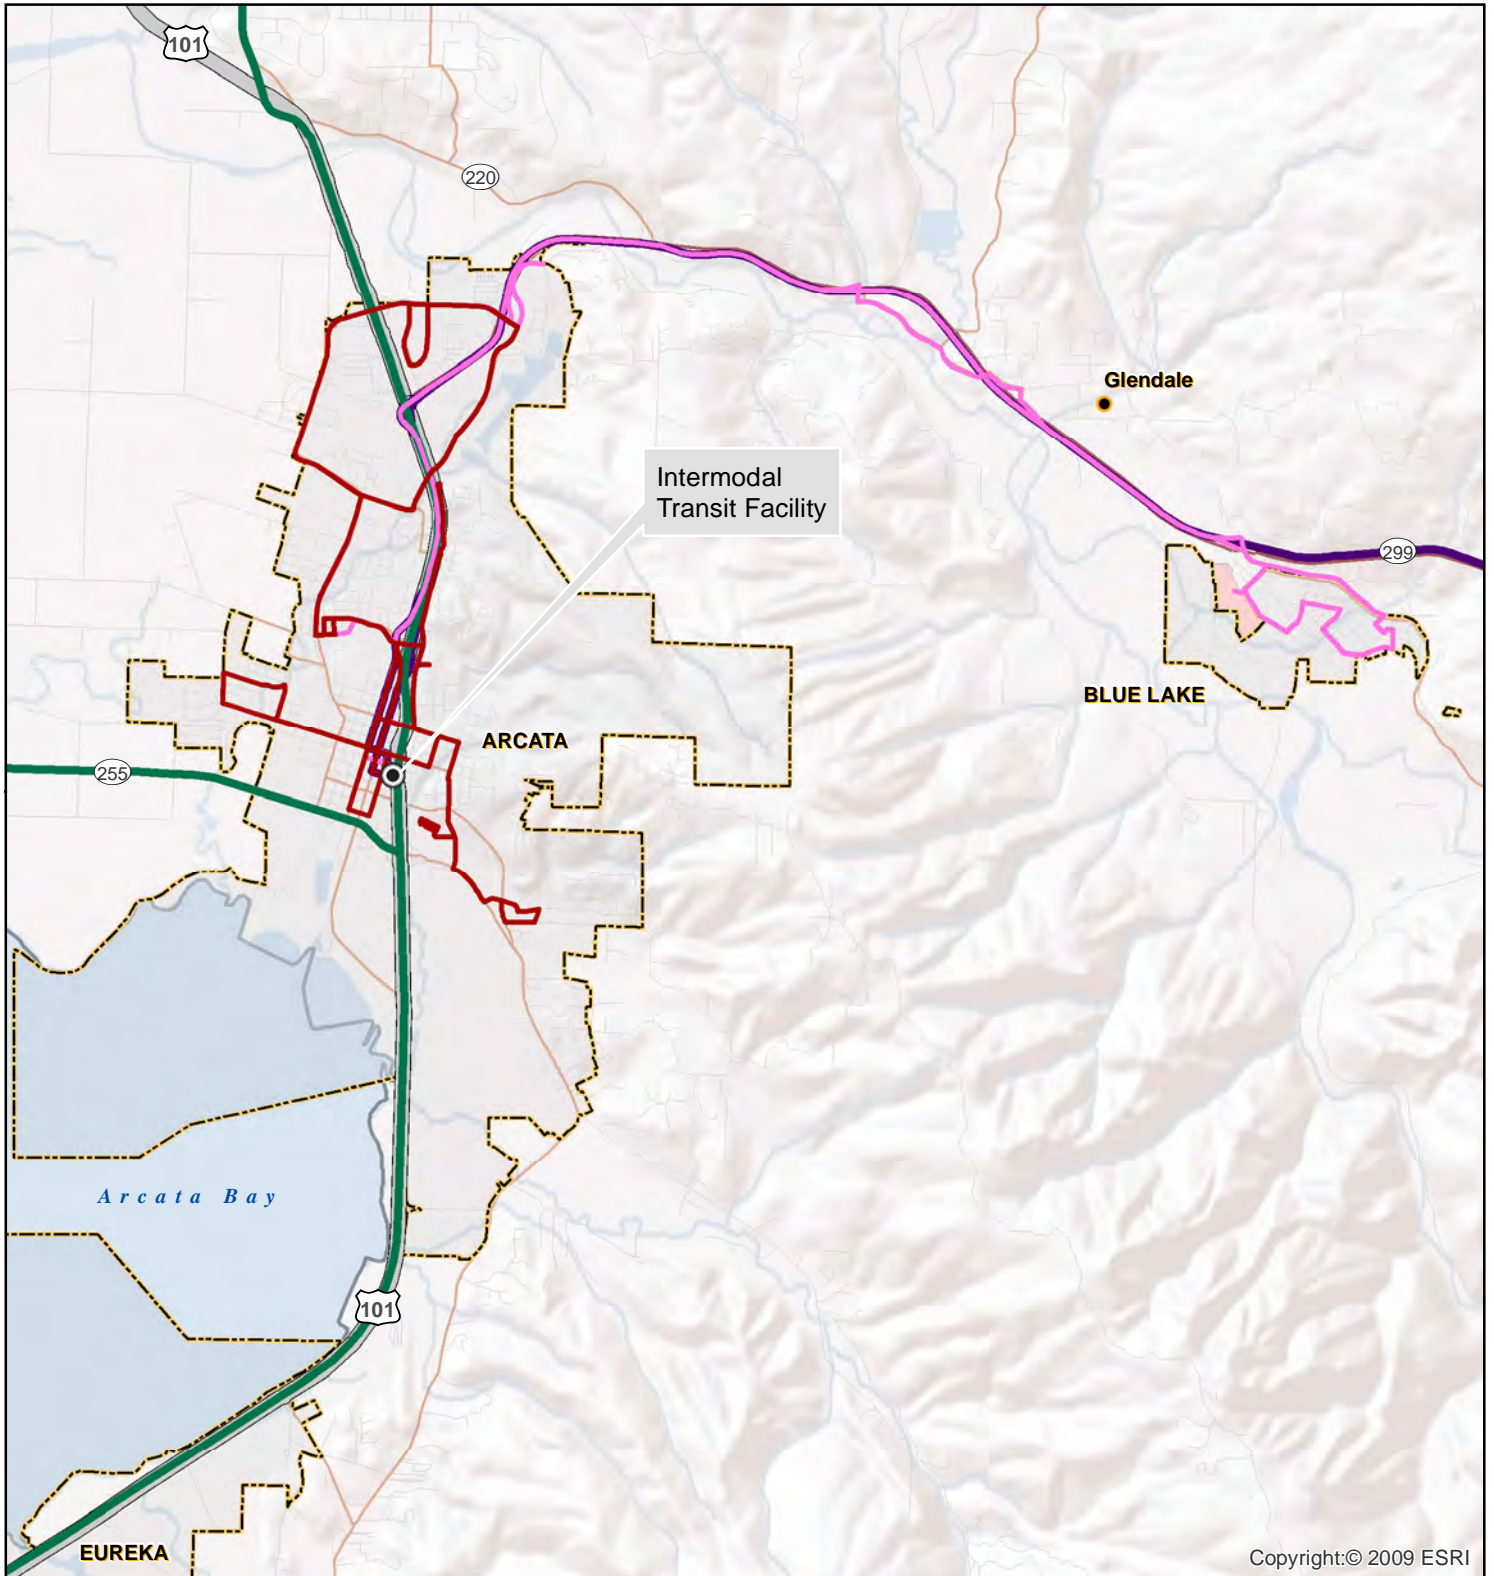 101
220
Glendale
Intermodal
Transit Facility
299
BLUE LAKE
ARCATA
255
Arcata Bay
101
EUREKA
Copyright:© 2009 ESRI